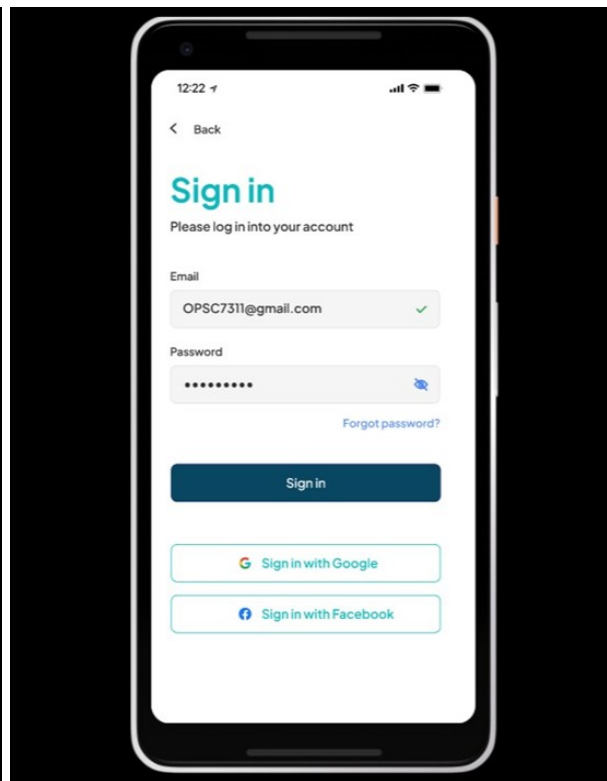 12:22
Back
Sign in
Please log in into your account
Email
OPSC7311@gmail.com
Password
•••••••••
Forgot password?
Sign in
Sign in with Google
Sign in with Facebook